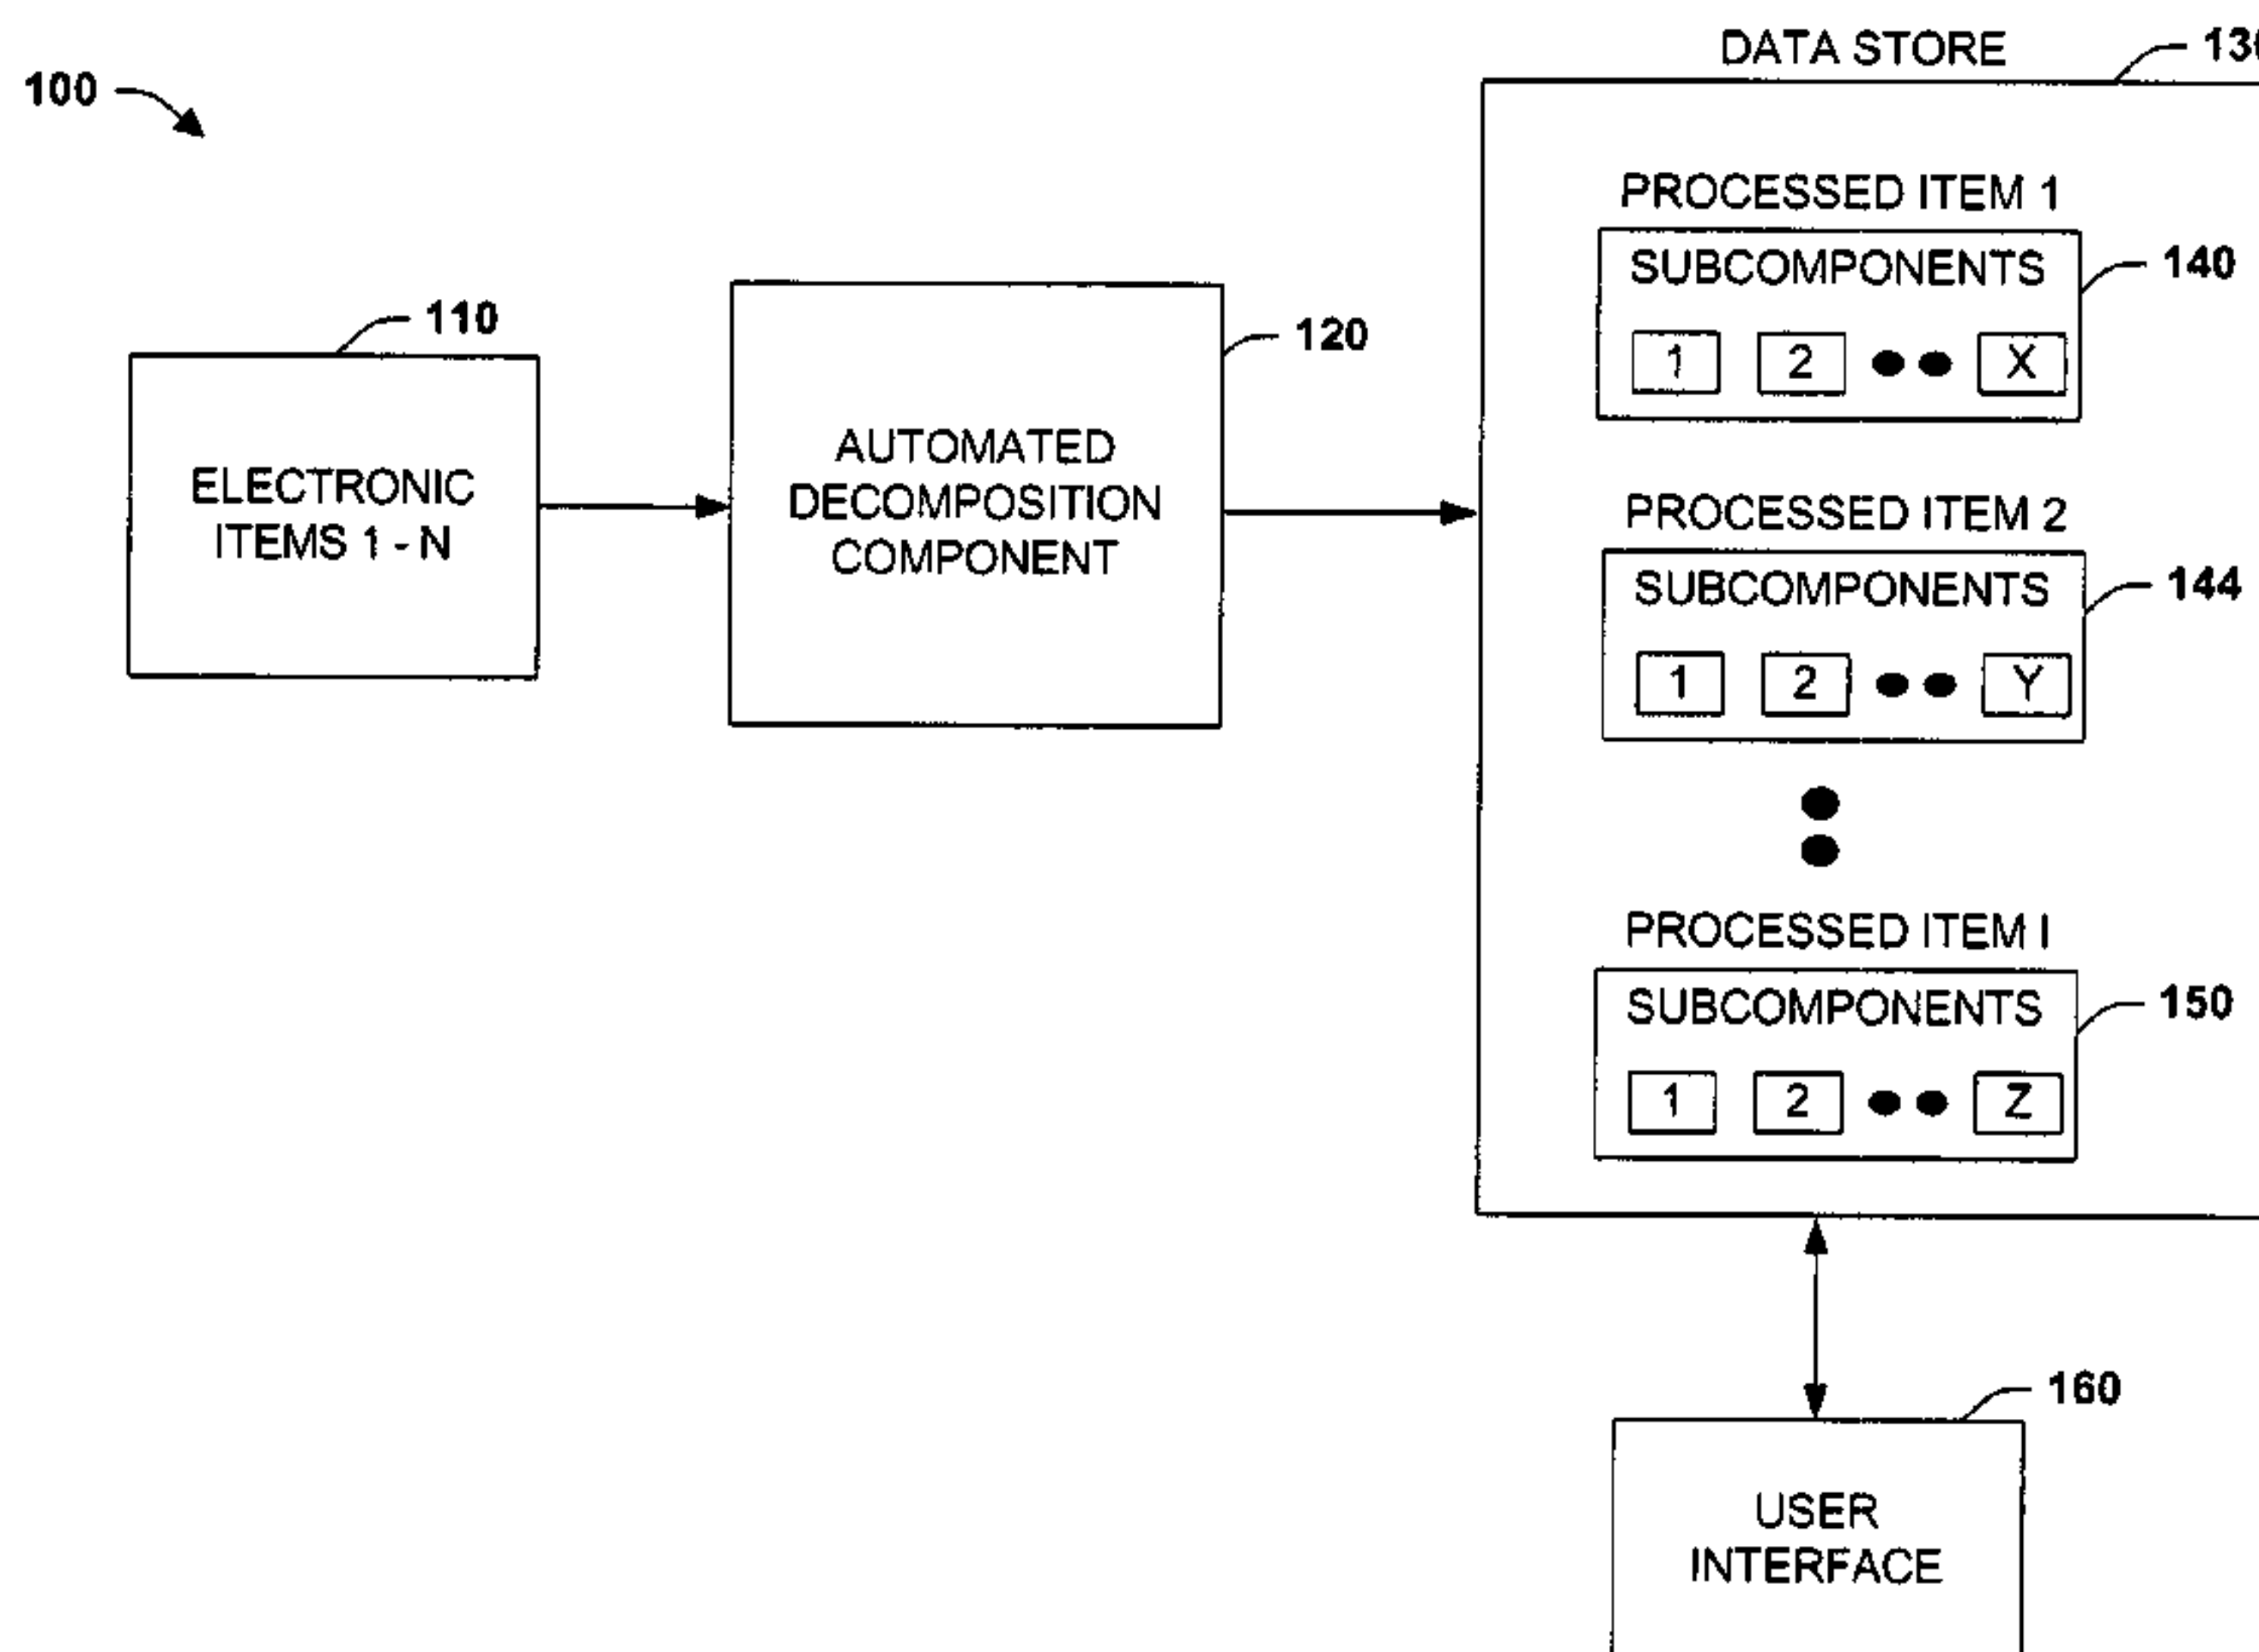 100
DATA STORE
130
PROCESSED ITEM 1
SUBCOMPONENTS
140
1 2 X
110
120
ELECTRONIC
ITEMS 1 - N
AUTOMATED
DECOMPOSITION
COMPONENT
PROCESSED ITEM 2
SUBCOMPONENTS
144
1 2 Y
PROCESSED ITEM I
SUBCOMPONENTS
150
1 2 Z
160
USER
INTERFACE